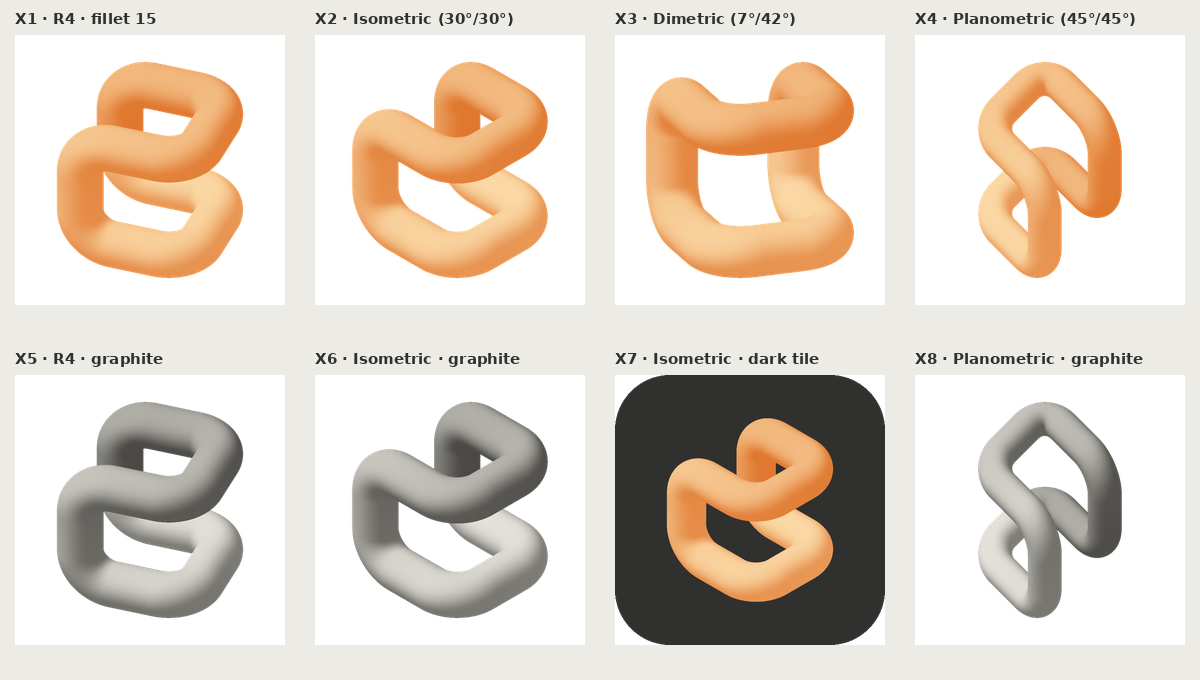 X1 · R4 · fillet 15
X2 · Isometric (30°/30°)
X3 · Dimetric (7°/42°)
X4 · Planometric (45°/45°)
X5 · R4 · graphite
X6 · Isometric · graphite
X7 · Isometric · dark tile
X8 · Planometric · graphite